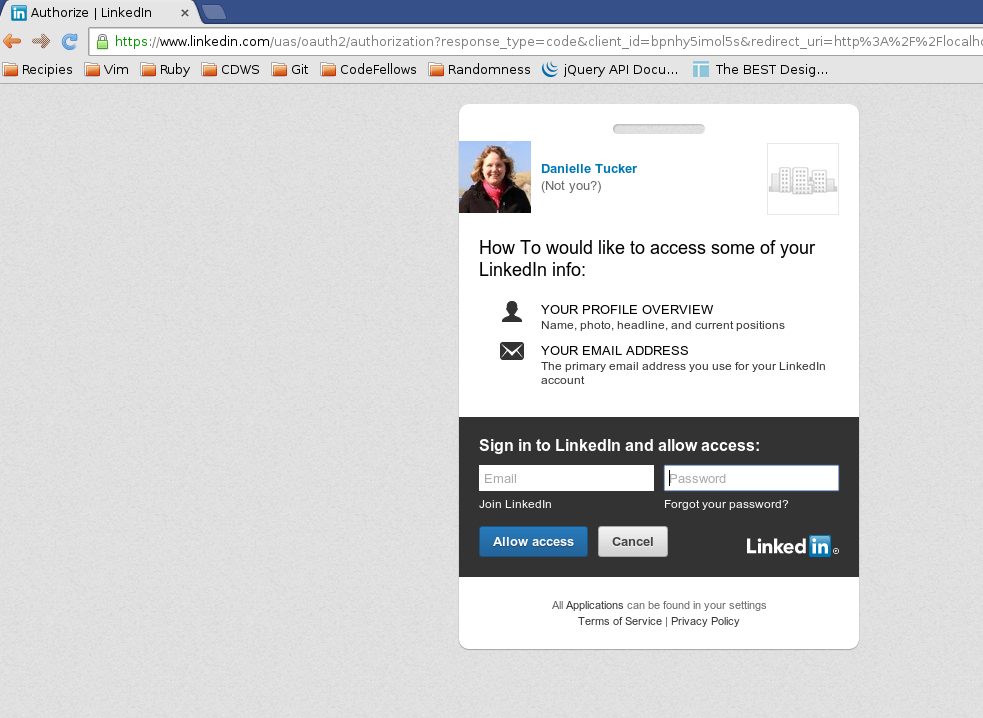 Authorize | LinkedIn
https://www.linkedin.com/uas/oauth2/authorization?response_type=code&client_id=bpnhy5imol5s&redirect_uri=http%3A%2F%2Flocalho
Recipies Vim Ruby CDWS Git CodeFellows Randomness jQuery API Docu... The BEST Desig...
Danielle Tucker
(Not you?)
How To would like to access some of your
LinkedIn info:
YOUR PROFILE OVERVIEW
Name, photo, headline, and current positions
YOUR EMAIL ADDRESS
The primary email address you use for your LinkedIn
account
Sign in to LinkedIn and allow access:
Email Password
Join LinkedIn Forgot your password?
Allow access Cancel LinkedIn
All Applications can be found in your settings
Terms of Service | Privacy Policy